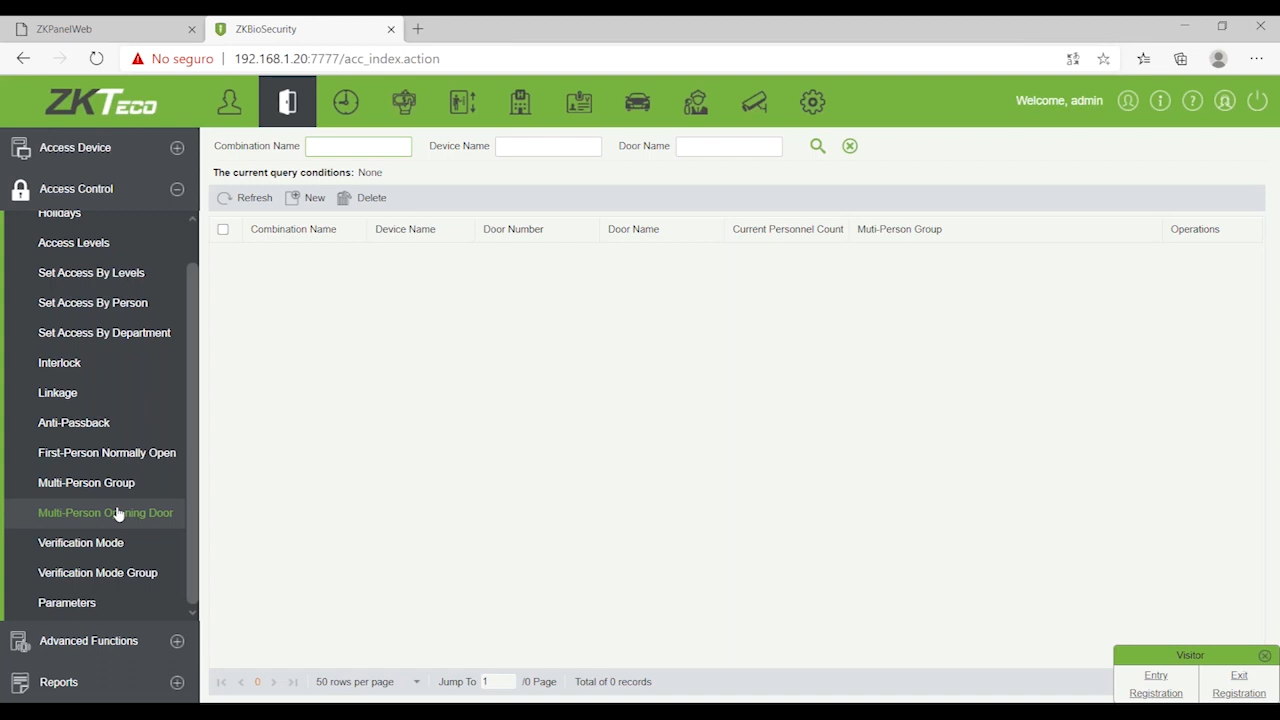 ZKPanelWeb
ZKBioSecurity
No seguro | 192.168.1.20:7777/acc_index.action
ZKTeco
Welcome, admin
Access Device
Access Control
Holidays
Access Levels
Set Access By Levels
Set Access By Person
Set Access By Department
Interlock
Linkage
Anti-Passback
First-Person Normally Open
Multi-Person Group
Multi-Person Opening Door
Verification Mode
Verification Mode Group
Parameters
Advanced Functions
Reports
Combination Name Device Name Door Name
The current query conditions: None
Refresh New Delete
Combination Name Device Name Door Number Door Name Current Personnel Count Muti-Person Group Operations
0 50 rows per page Jump To 1 /0 Page Total of 0 records
Visitor
Entry Registration
Exit Registration